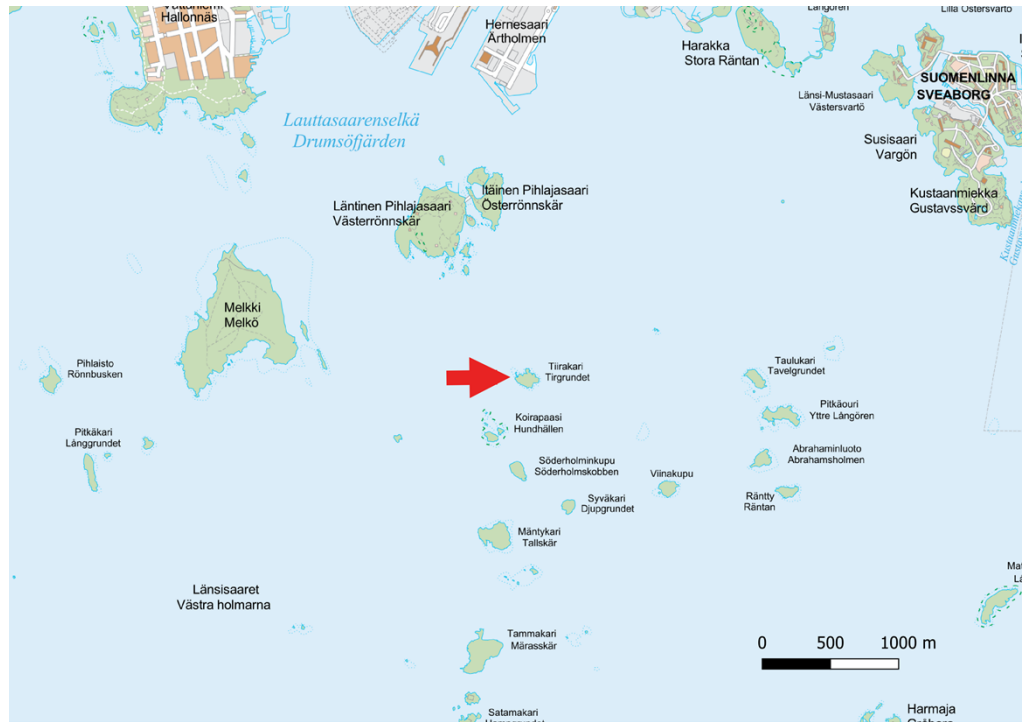 Hallonnäs
Hernesaari
Ärtholmen
Harakka
Stora Räntan
Långören
Lilla Östersvartö
SUOMENLINNA
SVEABORG
Länsi-Mustasaari
Västersvartö
Susisaari
Vargön
Kustaanmiekka
Gustavssvärd
Lauttasaarenselkä
Drumsöfjärden
Läntinen Pihlajasaari
Västerrönnskär
Itäinen Pihlajasaari
Österrönnskär
Melkki
Melkö
Pihlaisto
Rönnbusken
Pitkäkari
Långgrundet
Tiirakari
Tirgrundet
Koirapaasi
Hundhällen
Söderholminkupu
Söderholmskobben
Syväkari
Djupgrundet
Viinakupu
Taulukari
Tavelgrundet
Pitkäouri
Yttre Långören
Abrahaminluoto
Abrahamsholmen
Räntty
Räntan
Mäntykari
Tallskär
Länsisaaret
Västra holmarna
Tammakari
Märasskär
0 500 1000 m
Satamakari
Harmaja